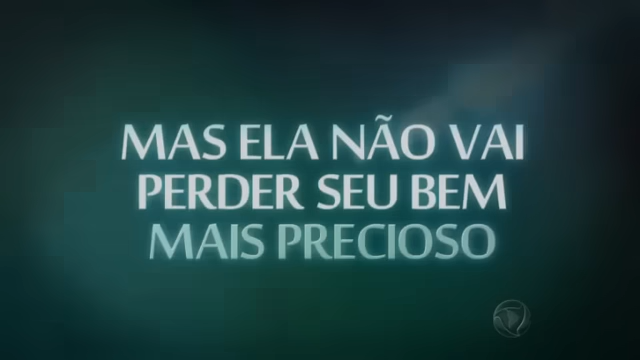 MAS ELA NÃO VAI
PERDER SEU BEM
MAIS PRECIOSO